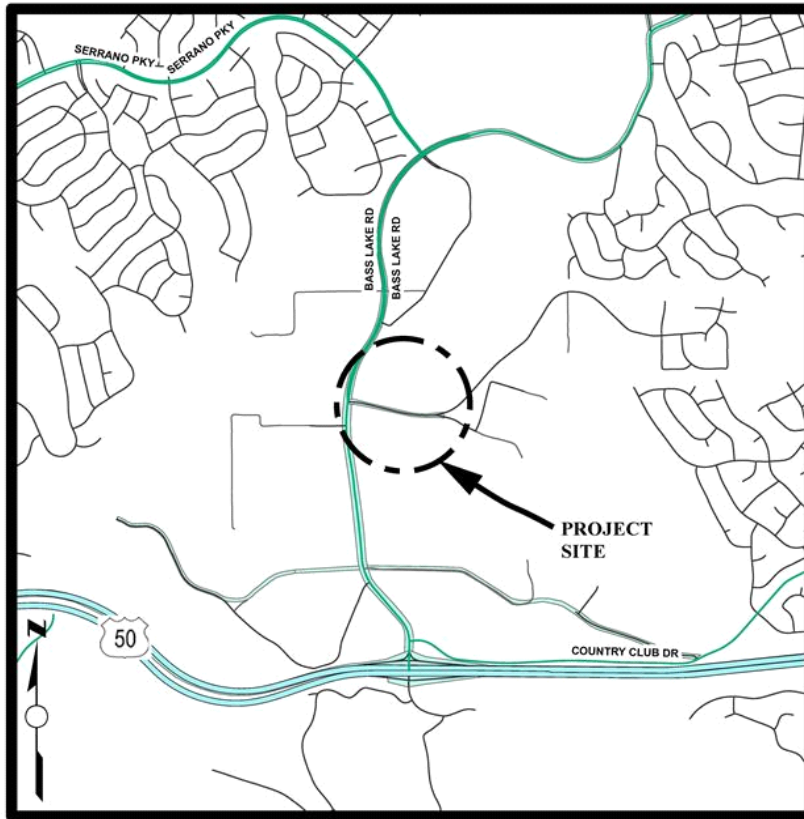 SERRANO PKY
SERRANO PKY
BASS LAKE RD
BASS LAKE RD
PROJECT
SITE
50
COUNTRY CLUB DR
N